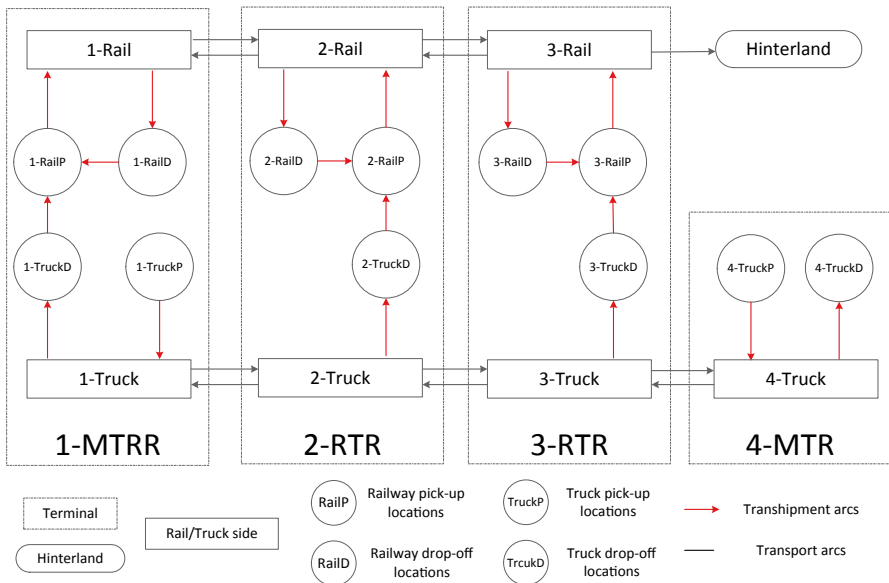 1-Rail
2-Rail
3-Rail
Hinterland
1-RailP
1-RailD
2-RailD
2-RailP
3-RailD
3-RailP
1-TruckD
1-TruckP
2-TruckD
3-TruckD
4-TruckP
4-TruckD
1-Truck
2-Truck
3-Truck
4-Truck
1-MTRR
2-RTR
3-RTR
4-MTR
Terminal
Hinterland
Rail/Truck side
RailP
Railway pick-up
locations
RailD
Railway drop-off
locations
TruckP
Truck pick-up
locations
TrcukD
Truck drop-off
locations
Transhipment arcs
Transport arcs